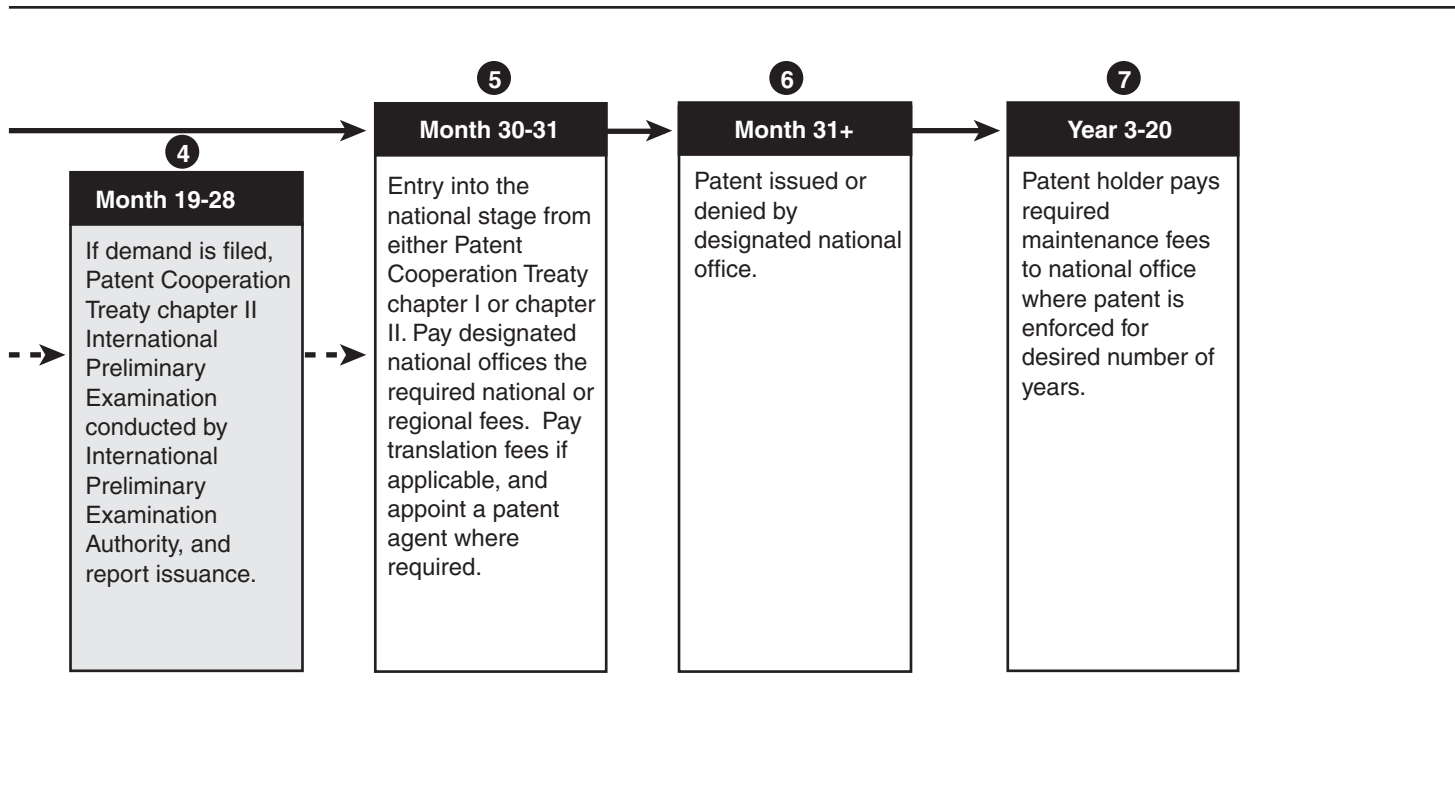 4
Month 19-28
If demand is filed,
Patent Cooperation
Treaty chapter II
International
Preliminary
Examination
conducted by
International
Preliminary
Examination
Authority, and
report issuance.
5
Month 30-31
Entry into the
national stage from
either Patent
Cooperation Treaty
chapter I or chapter
II. Pay designated
national offices the
required national or
regional fees.  Pay
translation fees if
applicable, and
appoint a patent
agent where
required.
6
Month 31+
Patent issued or
denied by
designated national
office.
7
Year 3-20
Patent holder pays
required
maintenance fees
to national office
where patent is
enforced for
desired number of
years.